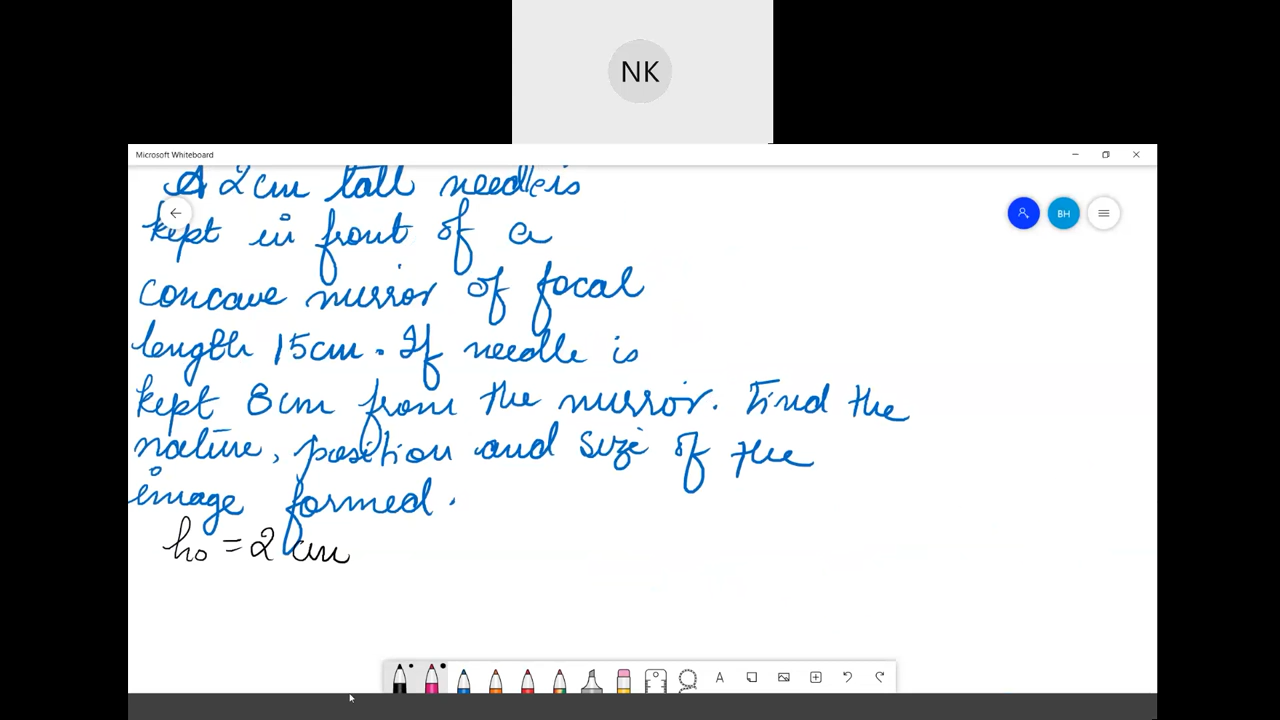 NK
Microsoft Whiteboard
A 2cm tall needle is
kept in front of a
BH
concave mirror of focal
length 15cm. If needle is
kept 8cm from the mirror. Find the
nature, position and size of the
image formed.
ho = 2 cm
A